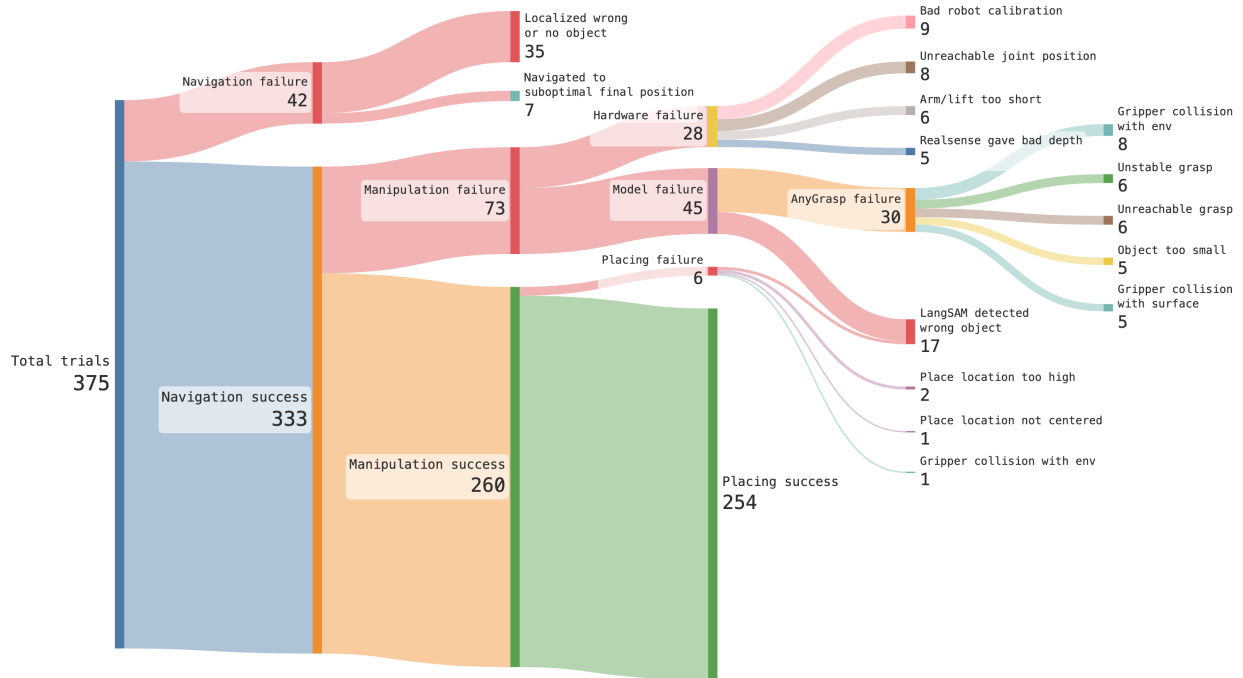 Total trials
375
Navigation failure
42
Navigation success
333
Localized wrong
or no object
35
Navigated to
suboptimal final position
7
Manipulation failure
73
Manipulation success
260
Hardware failure
28
Model failure
45
Placing failure
6
Placing success
254
Bad robot calibration
9
Unreachable joint position
8
Arm/lift too short
6
Realsense gave bad depth
5
AnyGrasp failure
30
LangSAM detected
wrong object
17
Place location too high
2
Place location not centered
1
Gripper collision with env
1
Gripper collision
with env
8
Unstable grasp
6
Unreachable grasp
6
Object too small
5
Gripper collision
with surface
5